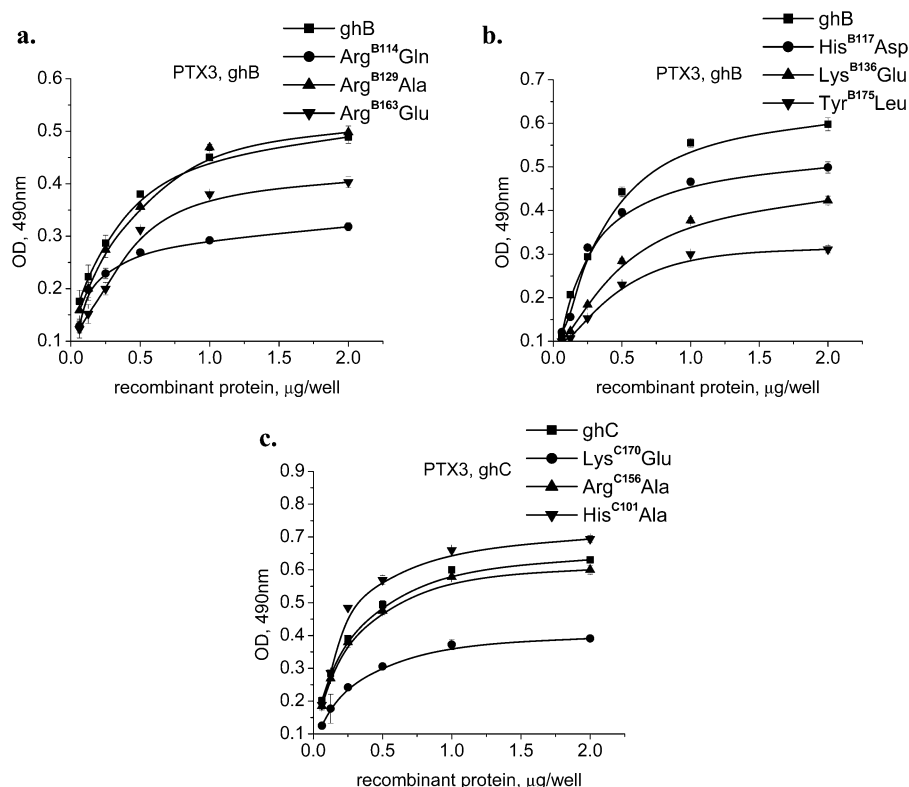 a.
ghB
Arg^B114Gln
Arg^B129Ala
Arg^B163Glu
PTX3, ghB
0.6
0.5
0.4
0.3
0.2
0.1
OD, 490nm
0.0 0.5 1.0 1.5 2.0
recombinant protein, μg/well
b.
ghB
His^B117Asp
Lys^B136Glu
Tyr^B175Leu
PTX3, ghB
0.7
0.6
0.5
0.4
0.3
0.2
0.1
OD, 490nm
0.0 0.5 1.0 1.5 2.0
recombinant protein, μg/well
c.
ghC
Lys^C170Glu
Arg^C156Ala
His^C101Ala
PTX3, ghC
0.9
0.8
0.7
0.6
0.5
0.4
0.3
0.2
0.1
OD, 490nm
0.0 0.5 1.0 1.5 2.0
recombinant protein, μg/well